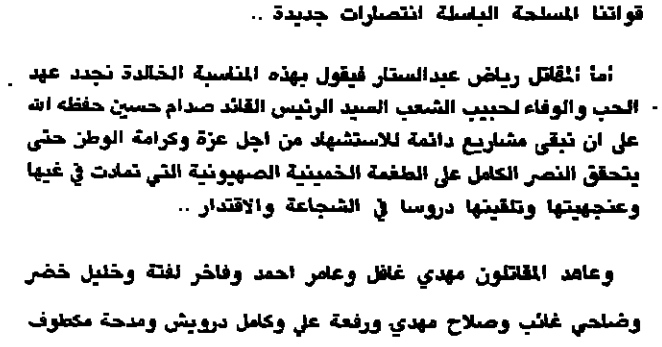 قواتنا المسلحة الباسلة انتصارات جديدة ..
أما المقاتل رياض عبدالستار فيقول بهذه المناسبة الخالدة نجدد عهد
الحب والوفاء لحبيب الشعب السيد الرئيس القائد صدام حسين حفظه الله
على ان نبقى مشاريع دائمة للاستشهاد من اجل عزة وكرامة الوطن حتى
يتحقق النصر الكامل على الطغمة الخمينية الصهيونية التي تمادت في غيها
وعنجهيتها وتلقينها دروسا في الشجاعة والاقتدار ..
وعاهد المقاتلون مهدي غافل وعامر احمد وفاخر لفتة وخليل خضر
وضاحي غائب وصلاح مهدي ورفعة علي وكامل درويش ومدحة مكطوف